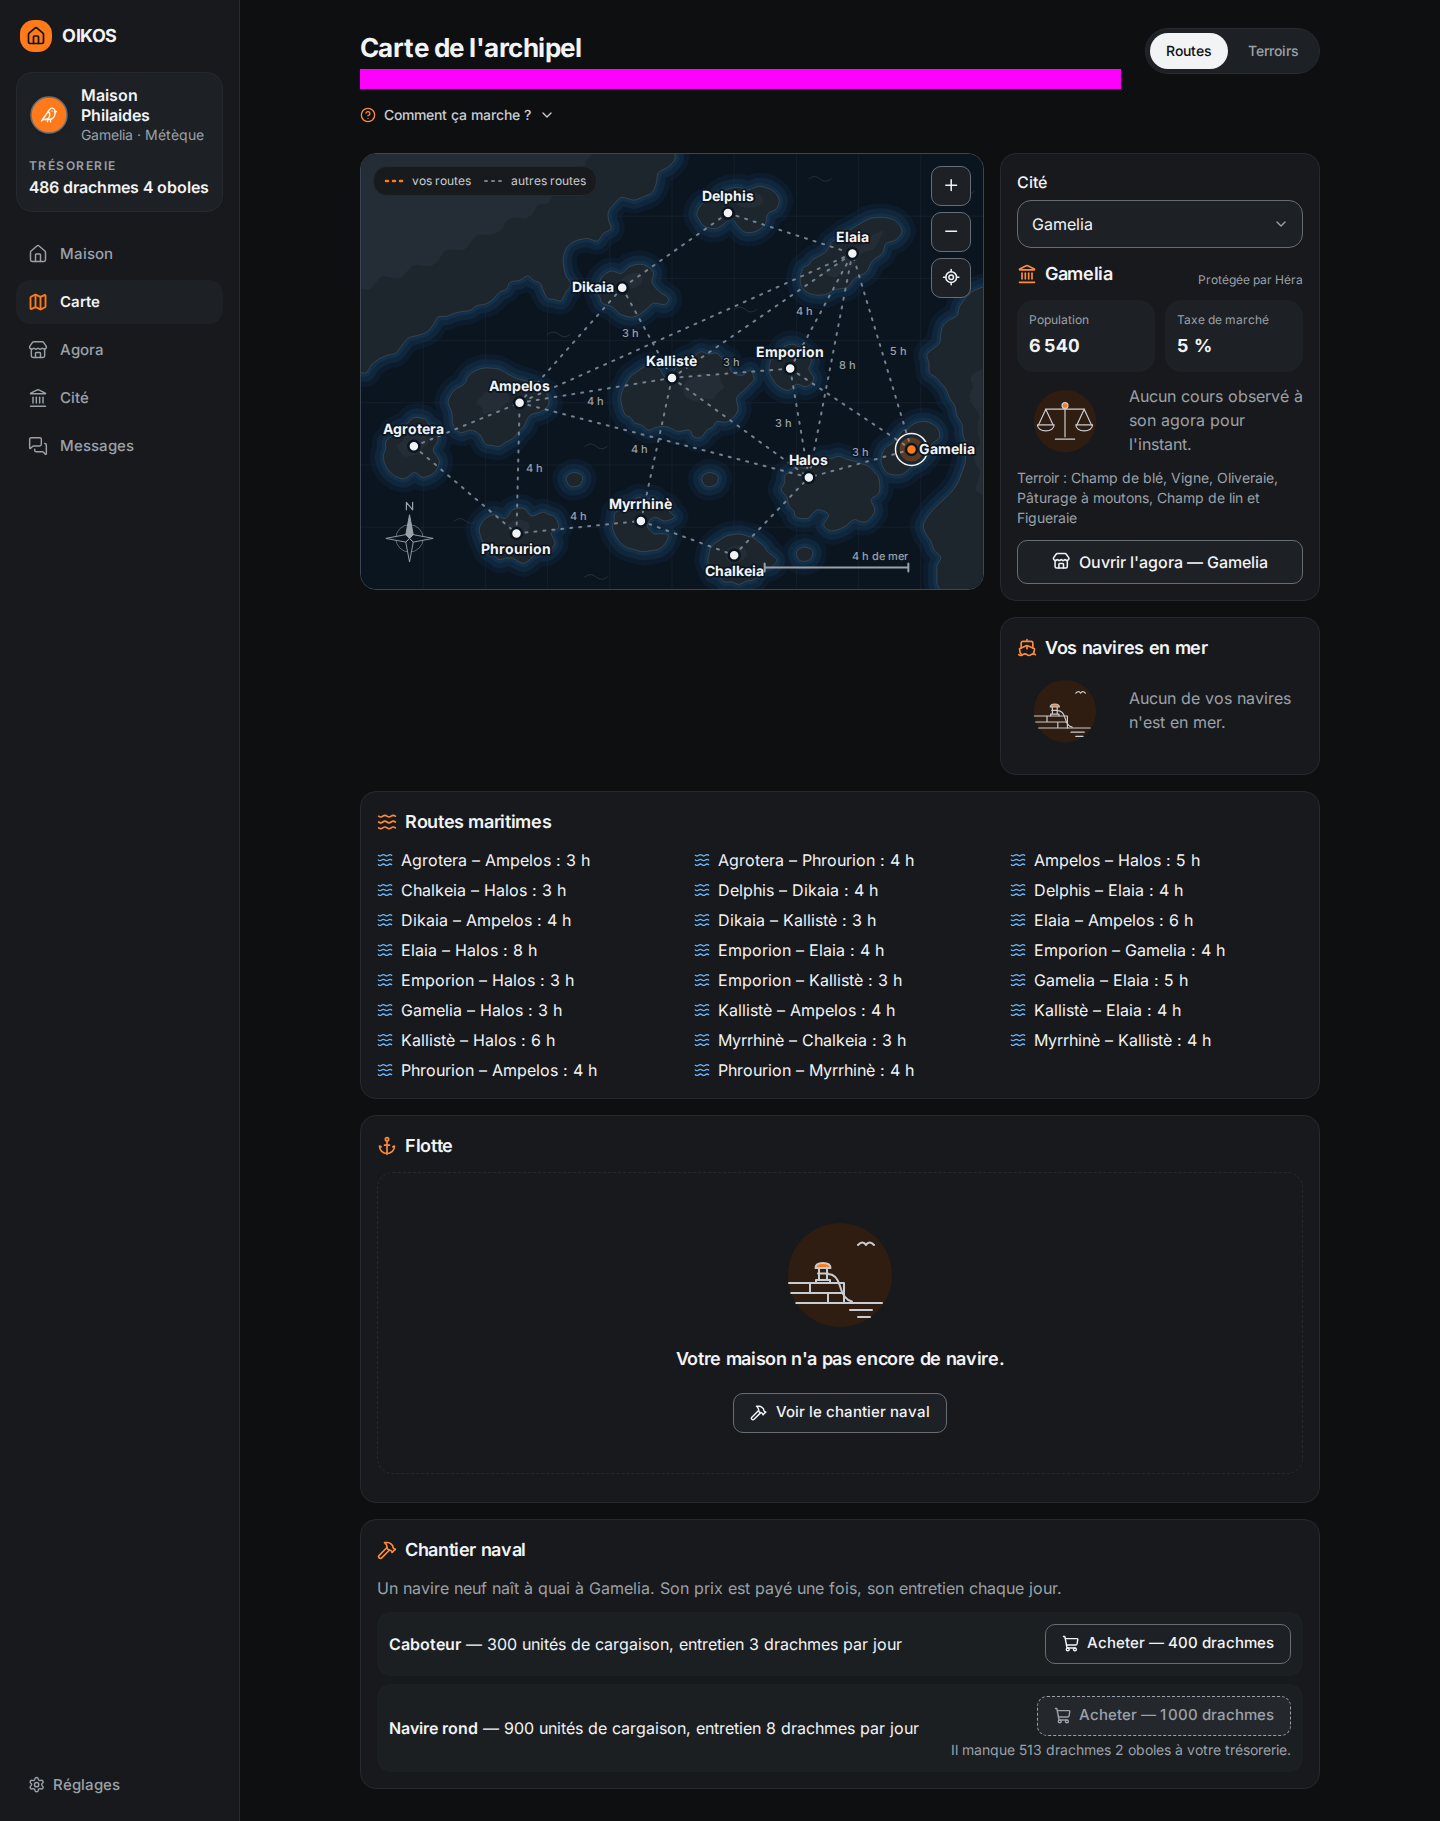 OIKOS
Maison
Philaides
Gamelia · Métèque
TRÉSORERIE
486 drachmes 4 oboles
Maison
Carte
Agora
Cité
Messages
Réglages
Carte de l'archipel
Routes
Terroirs
Comment ça marche ?
vos routes
autres routes
Delphis
Elaia
Dikaia
4 h
3 h
Kallistè
3 h
Emporion
5 h
8 h
Ampelos
4 h
Agrotera
3 h
4 h
Gamelia
Halos
3 h
4 h
N
Myrrhinè
4 h
Phrourion
Chalkeia
4 h de mer
Cité
Gamelia
Gamelia
Protégée par Héra
Population
6 540
Taxe de marché
5 %
Aucun cours observé à
son agora pour
l'instant.
Terroir : Champ de blé, Vigne, Oliveraie,
Pâturage à moutons, Champ de lin et
Figueraie
Ouvrir l'agora — Gamelia
Vos navires en mer
Aucun de vos navires
n'est en mer.
Routes maritimes
Agrotera – Ampelos : 3 h
Agrotera – Phrourion : 4 h
Ampelos – Halos : 5 h
Chalkeia – Halos : 3 h
Delphis – Dikaia : 4 h
Delphis – Elaia : 4 h
Dikaia – Ampelos : 4 h
Dikaia – Kallistè : 3 h
Elaia – Ampelos : 6 h
Elaia – Halos : 8 h
Emporion – Elaia : 4 h
Emporion – Gamelia : 4 h
Emporion – Halos : 3 h
Emporion – Kallistè : 3 h
Gamelia – Elaia : 5 h
Gamelia – Halos : 3 h
Kallistè – Ampelos : 4 h
Kallistè – Elaia : 4 h
Kallistè – Halos : 6 h
Myrrhinè – Chalkeia : 3 h
Myrrhinè – Kallistè : 4 h
Phrourion – Ampelos : 4 h
Phrourion – Myrrhinè : 4 h
Flotte
Votre maison n'a pas encore de navire.
Voir le chantier naval
Chantier naval
Un navire neuf naît à quai à Gamelia. Son prix est payé une fois, son entretien chaque jour.
Caboteur — 300 unités de cargaison, entretien 3 drachmes par jour
Acheter — 400 drachmes
Navire rond — 900 unités de cargaison, entretien 8 drachmes par jour
Acheter — 1000 drachmes
Il manque 513 drachmes 2 oboles à votre trésorerie.